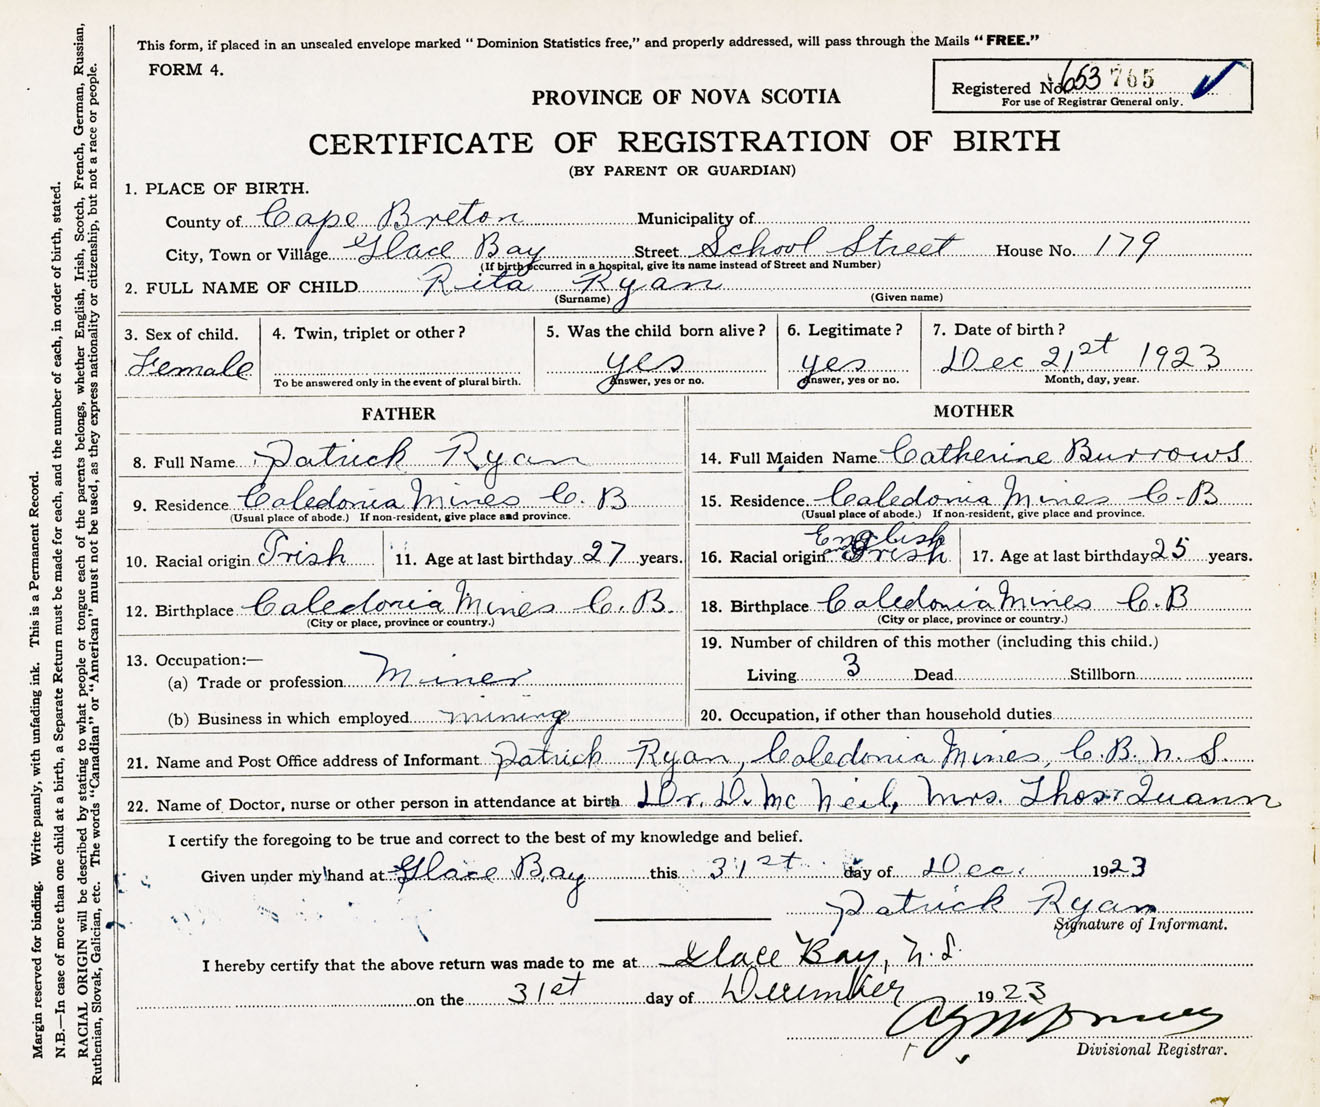 This form, if placed in an unsealed envelope marked "Dominion Statistics free," and properly addressed, will pass through the Mails "FREE."
FORM 4.
Registered No. 653 765
For use of Registrar General only.
PROVINCE OF NOVA SCOTIA
CERTIFICATE OF REGISTRATION OF BIRTH
(BY PARENT OR GUARDIAN)
1. PLACE OF BIRTH.
County of Cape Breton Municipality of
City, Town or Village Glace Bay Street School Street House No. 179
(If birth occurred in a hospital, give its name instead of Street and Number)
2. FULL NAME OF CHILD Rita Ryan
(Surname) (Given name)
3. Sex of child. 4. Twin, triplet or other? 5. Was the child born alive? 6. Legitimate? 7. Date of birth?
Female yes yes Dec 21st 1923
To be answered only in the event of plural birth. Answer, yes or no. Answer, yes or no. Month, day, year.
FATHER MOTHER
8. Full Name Patrick Ryan 14. Full Maiden Name Catherine Burrows
9. Residence Caledonia Mines C. B 15. Residence Caledonia Mines C-B
(Usual place of abode.) If non-resident, give place and province. (Usual place of abode.) If non-resident, give place and province.
10. Racial origin Irish 11. Age at last birthday 27 years. 16. Racial origin English Irish 17. Age at last birthday 25 years.
12. Birthplace Caledonia Mines C. B. 18. Birthplace Caledonia Mines C. B
(City or place, province or country.) (City or place, province or country.)
13. Occupation:— 19. Number of children of this mother (including this child.)
(a) Trade or profession Miner Living 3 Dead Stillborn
(b) Business in which employed mining 20. Occupation, if other than household duties
21. Name and Post Office address of Informant Patrick Ryan, Caledonia Mines, C.B. N. S.
22. Name of Doctor, nurse or other person in attendance at birth Dr. D. Mc Neil, Mrs. Thos. Quann
I certify the foregoing to be true and correct to the best of my knowledge and belief.
Given under my hand at Glace Bay this 31st day of Dec. 1923
Patrick Ryan
Signature of Informant.
I hereby certify that the above return was made to me at Glace Bay, N.S.
on the 31st day of December 1923
Divisional Registrar.
Margin reserved for binding. Write plainly, with unfading ink. This is a Permanent Record.
N.B.—In case of more than one child at a birth, a Separate Return must be made for each, and the number of each, in order of birth, stated.
RACIAL ORIGIN will be described by stating to what people or tongue each of the parents belongs, whether English, Irish, Scotch, French, German, Russian,
Ruthenian, Slovak, Galician, etc. The words "Canadian" or "American" must not be used, as they express nationality or citizenship, but not a race or people.